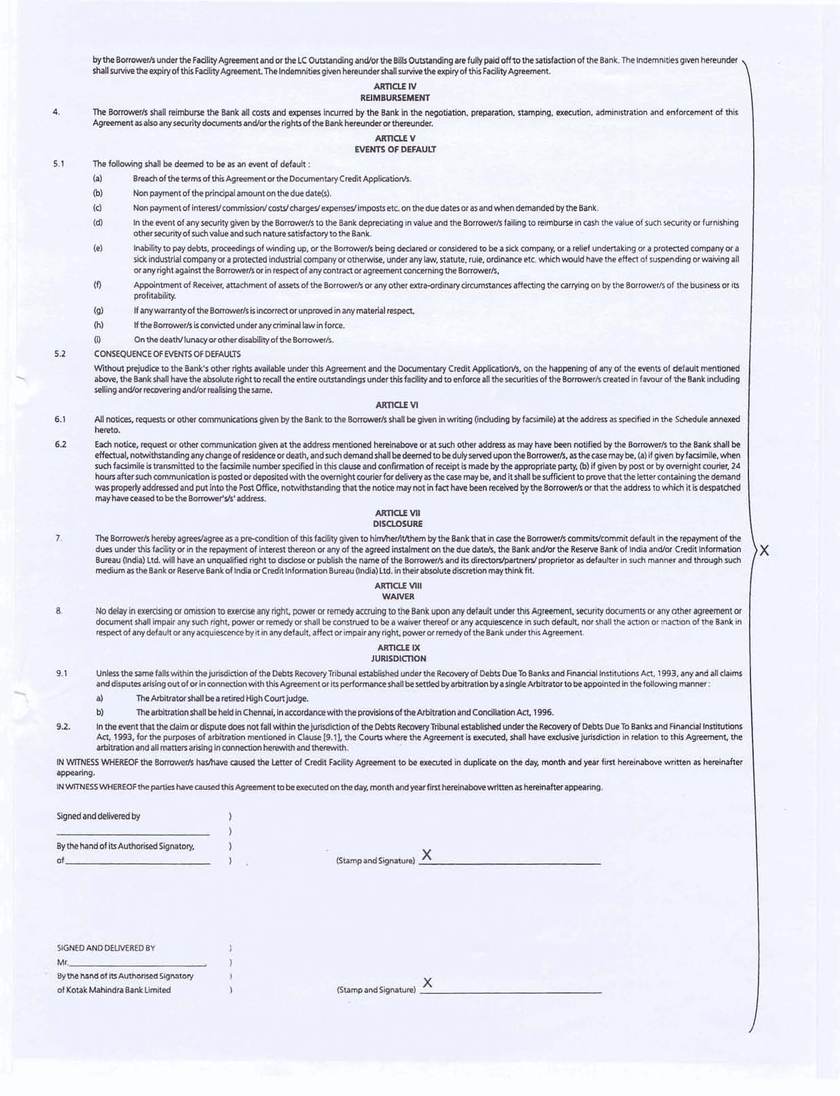 by the Borrower/s under the Facility Agreement and or the LC Outstanding and/or the Bills Outstanding are fully paid off to the satisfaction of the Bank. The Indemnities given hereunder
shall survive the expiry of this Facility Agreement. The Indemnities given hereunder shall survive the expiry of this Facility Agreement.
ARTICLE IV
REIMBURSEMENT
4. The Borrower/s shall reimburse the Bank all costs and expenses incurred by the Bank in the negotiation, preparation, stamping, execution, administration and enforcement of this
Agreement as also any security documents and/or the rights of the Bank hereunder or thereunder.
ARTICLE V
EVENTS OF DEFAULT
5.1 The following shall be deemed to be as an event of default :
(a) Breach of the terms of this Agreement or the Documentary Credit Application/s.
(b) Non payment of the principal amount on the due date(s).
(c) Non payment of interest/ commission/ costs/ charges/ expenses/ imposts etc. on the due dates or as and when demanded by the Bank.
(d) In the event of any security given by the Borrower/s to the Bank depreciating in value and the Borrower/s failing to reimburse in cash the value of such security or furnishing
other security of such value and such nature satisfactory to the Bank.
(e) Inability to pay debts, proceedings of winding up, or the Borrower/s being declared or considered to be a sick company, or a relief undertaking or a protected company or a
sick industrial company or a protected industrial company or otherwise, under any law, statute, rule, ordinance etc. which would have the effect of suspending or waiving all
or any right against the Borrower/s or in respect of any contract or agreement concerning the Borrower/s,
(f) Appointment of Receiver, attachment of assets of the Borrower/s or any other extra-ordinary circumstances affecting the carrying on by the Borrower/s of the business or its
profitability.
(g) If any warranty of the Borrower/s is incorrect or unproved in any material respect,
(h) If the Borrower/s is convicted under any criminal law in force.
(i) On the death/ lunacy or other disability of the Borrower/s.
5.2 CONSEQUENCE OF EVENTS OF DEFAULTS
Without prejudice to the Bank's other rights available under this Agreement and the Documentary Credit Application/s, on the happening of any of the events of default mentioned
above, the Bank shall have the absolute right to recall the entire outstandings under this facility and to enforce all the securities of the Borrower/s created in favour of the Bank including
selling and/or recovering and/or realising the same.
ARTICLE VI
6.1 All notices, requests or other communications given by the Bank to the Borrower/s shall be given in writing (including by facsimile) at the address as specified in the Schedule annexed
hereto.
6.2 Each notice, request or other communication given at the address mentioned hereinabove or at such other address as may have been notified by the Borrower/s to the Bank shall be
effectual, notwithstanding any change of residence or death, and such demand shall be deemed to be duly served upon the Borrower/s, as the case may be, (a) if given by facsimile, when
such facsimile is transmitted to the facsimile number specified in this clause and confirmation of receipt is made by the appropriate party, (b) if given by post or by overnight courier, 24
hours after such communication is posted or deposited with the overnight courier for delivery as the case may be, and it shall be sufficient to prove that the letter containing the demand
was properly addressed and put into the Post Office, notwithstanding that the notice may not in fact have been received by the Borrower/s or that the address to which it is despatched
may have ceased to be the Borrower's/s' address.
ARTICLE VII
DISCLOSURE
7. The Borrower/s hereby agrees/agree as a pre-condition of this facility given to him/her/it/them by the Bank that in case the Borrower/s commits/commit default in the repayment of the
dues under this facility or in the repayment of interest thereon or any of the agreed instalment on the due date/s, the Bank and/or the Reserve Bank of India and/or Credit Information
Bureau (India) Ltd. will have an unqualified right to disclose or publish the name of the Borrower/s and its directors/partners/ proprietor as defaulter in such manner and through such
medium as the Bank or Reserve Bank of India or Credit Information Bureau (India) Ltd. in their absolute discretion may think fit.
X
ARTICLE VIII
WAIVER
8. No delay in exercising or omission to exercise any right, power or remedy accruing to the Bank upon any default under this Agreement, security documents or any other agreement or
document shall impair any such right, power or remedy or shall be construed to be a waiver thereof or any acquiescence in such default, nor shall the action or inaction of the Bank in
respect of any default or any acquiescence by it in any default, affect or impair any right, power or remedy of the Bank under this Agreement.
ARTICLE IX
JURISDICTION
9.1 Unless the same falls within the jurisdiction of the Debts Recovery Tribunal established under the Recovery of Debts Due To Banks and Financial Institutions Act, 1993, any and all claims
and disputes arising out of or in connection with this Agreement or its performance shall be settled by arbitration by a single Arbitrator to be appointed in the following manner :
a) The Arbitrator shall be a retired High Court judge.
b) The arbitration shall be held in Chennai, in accordance with the provisions of the Arbitration and Conciliation Act, 1996.
9.2. In the event that the claim or dispute does not fall within the jurisdiction of the Debts Recovery Tribunal established under the Recovery of Debts Due To Banks and Financial Institutions
Act, 1993, for the purposes of arbitration mentioned in Clause [9.1], the Courts where the Agreement is executed, shall have exclusive jurisdiction in relation to this Agreement, the
arbitration and all matters arising in connection herewith and therewith.
IN WITNESS WHEREOF the Borrower/s has/have caused the Letter of Credit Facility Agreement to be executed in duplicate on the day, month and year first hereinabove written as hereinafter
appearing.
IN WITNESS WHEREOF the parties have caused this Agreement to be executed on the day, month and year first hereinabove written as hereinafter appearing.
Signed and delivered by )
)
By the hand of its Authorised Signatory, )
of ) (Stamp and Signature) X
SIGNED AND DELIVERED BY )
Mr. )
By the hand of its Authorised Signatory )
of Kotak Mahindra Bank Limited ) (Stamp and Signature) X